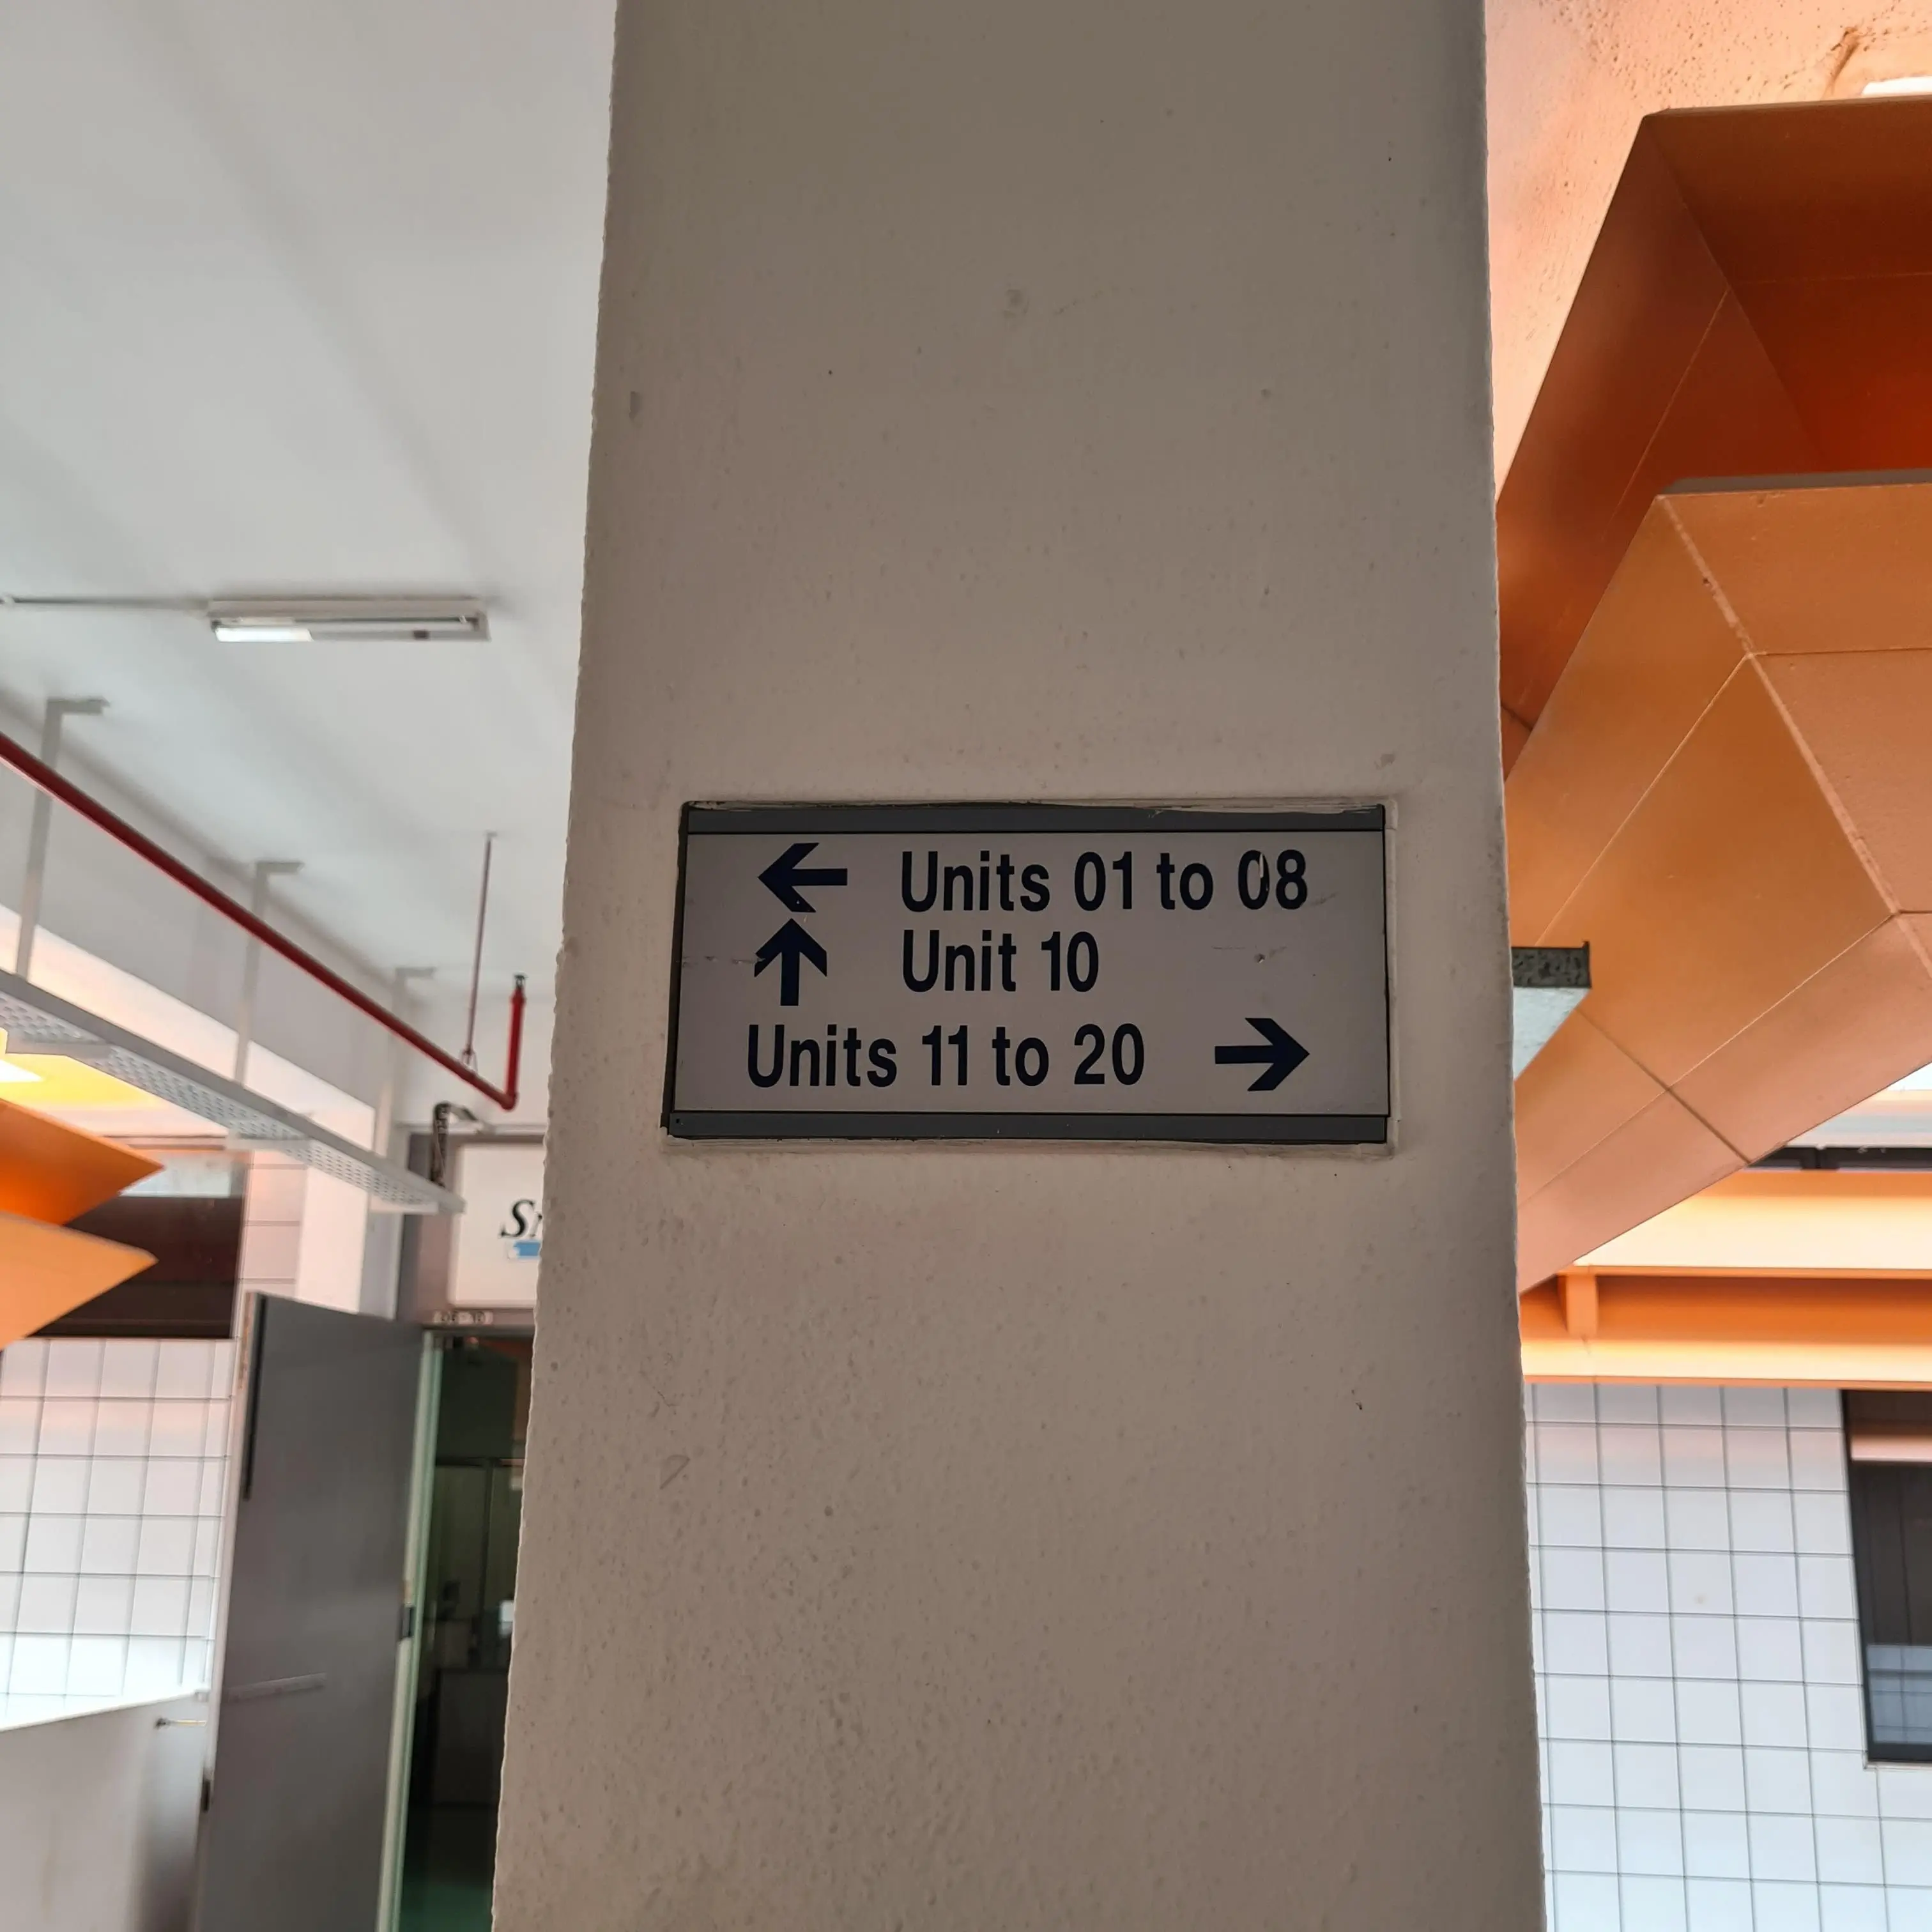 ← Units 01 to 08
↑ Unit 10
Units 11 to 20 →